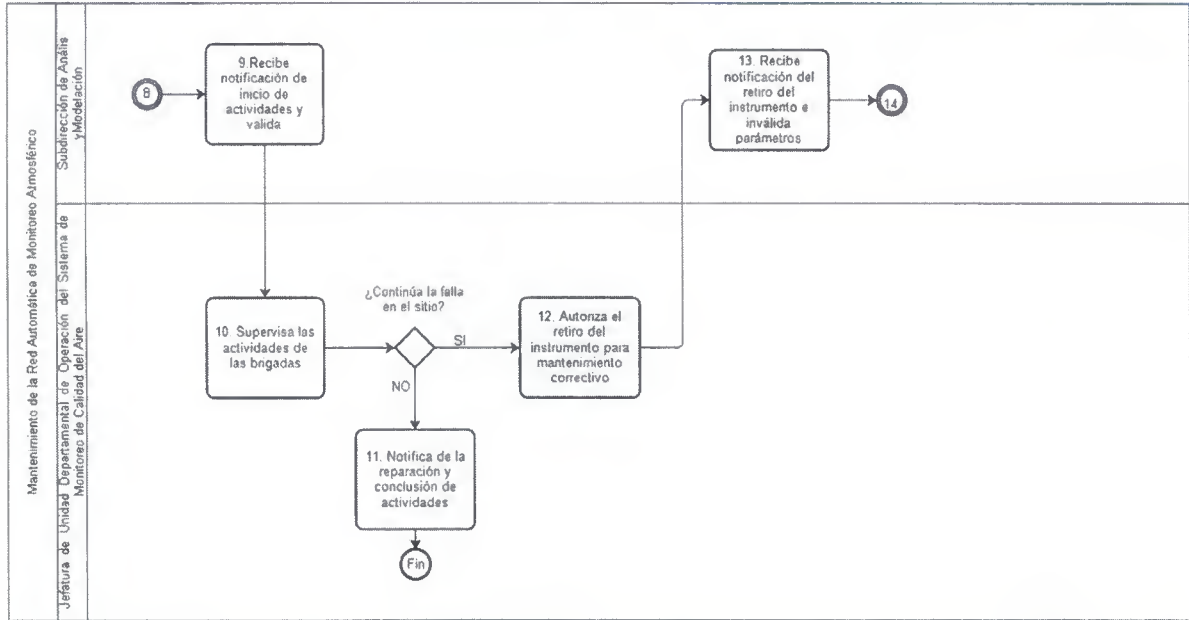 Mantenimiento de la Red Automática de Monitoreo Atmosférico
Subdirección de Anális
yModelación
8
9.Recibe
notificación de
inicio de
actividades y
valida
13. Recibe
notificación del
retiro del
instrumento e
inválida
parámetros
14
Jefatura de Unidad Departamental de Operación del Sistema de
Monitoreo de Calidad del Aire
10. Supervisa las
actividades de
las brigadas
¿Continúa la falla
en el sitio?
SI
NO
12. Autoriza el
retiro del
instrumento para
mantenimiento
correctivo
11. Notifica de la
reparación y
conclusión de
actividades
Fin